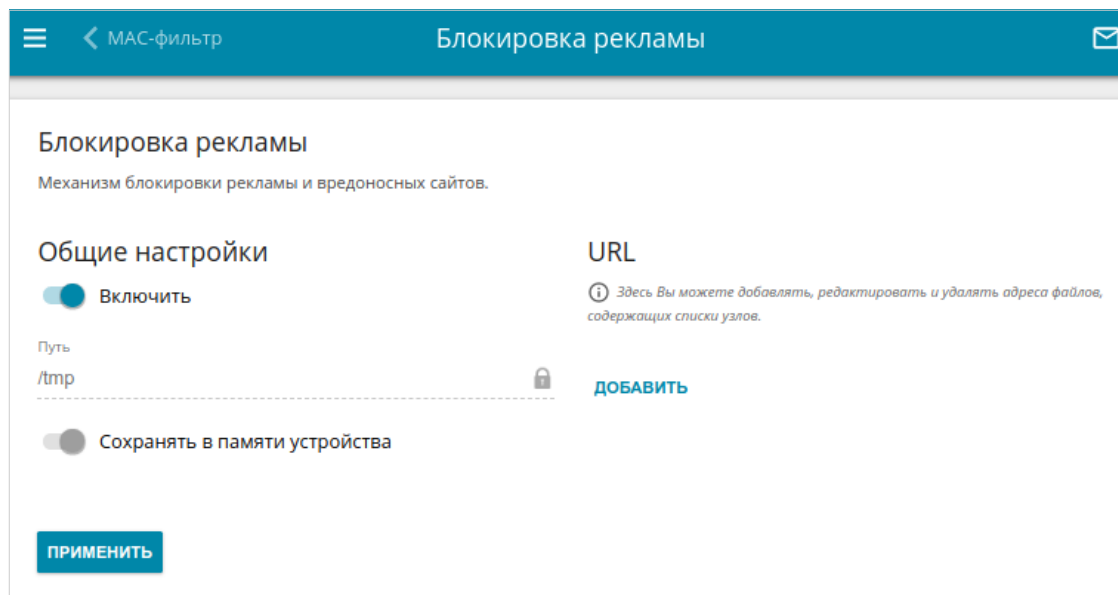 МАС-фильтр
Блокировка рекламы
Блокировка рекламы
Механизм блокировки рекламы и вредоносных сайтов.
Общие настройки
Включить
Путь
/tmp
Сохранять в памяти устройства
ПРИМЕНИТЬ
URL
Здесь Вы можете добавлять, редактировать и удалять адреса файлов,
содержащих списки узлов.
ДОБАВИТЬ